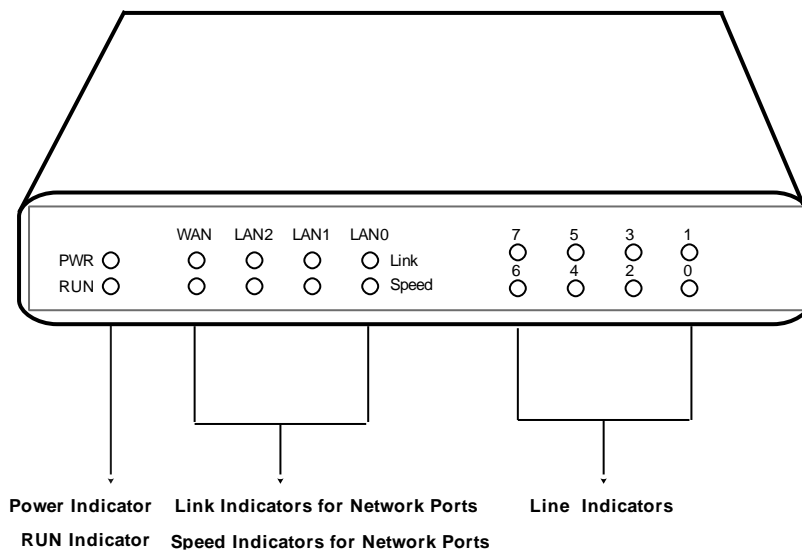 WAN LAN2 LAN1 LAN0 7 5 3 1
PWR Link
6 4 2 0
RUN Speed
Power Indicator Link Indicators for Network Ports Line Indicators
RUN Indicator Speed Indicators for Network Ports